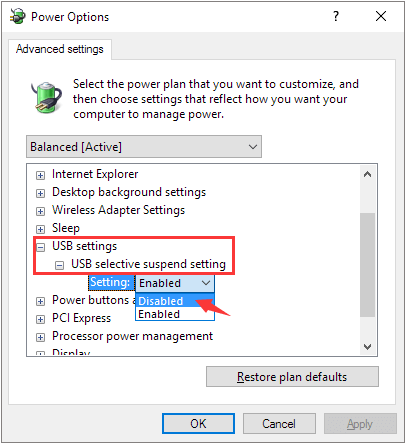 Power Options
Advanced settings
Select the power plan that you want to customize, and
then choose settings that reflect how you want your
computer to manage power.
Balanced [Active]
Internet Explorer
Desktop background settings
Wireless Adapter Settings
Sleep
USB settings
USB selective suspend setting
Setting: Enabled
Disabled
Enabled
Power buttons a
PCI Express
Processor power management
Display
Restore plan defaults
OK
Cancel
Apply